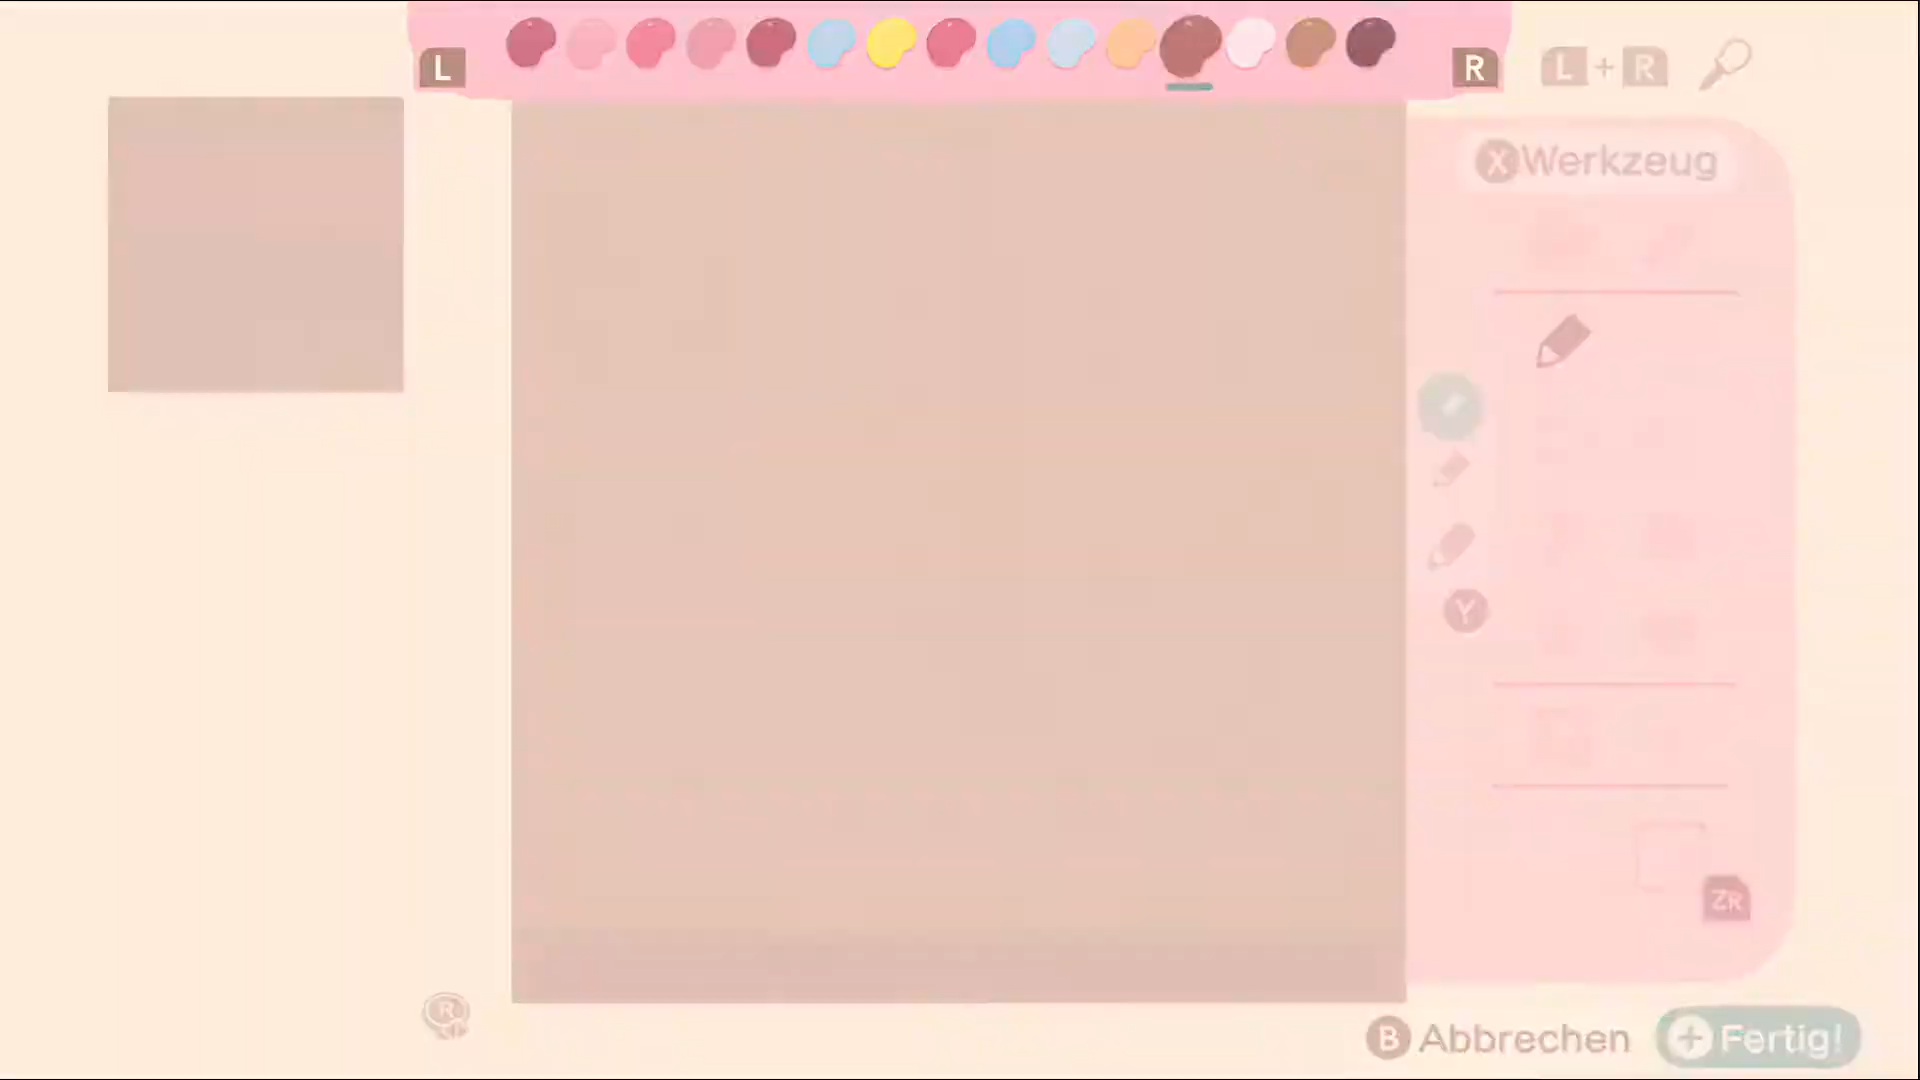 L
R
L + R
X Werkzeug
Y
ZR
R
B Abbrechen
+ Fertig!